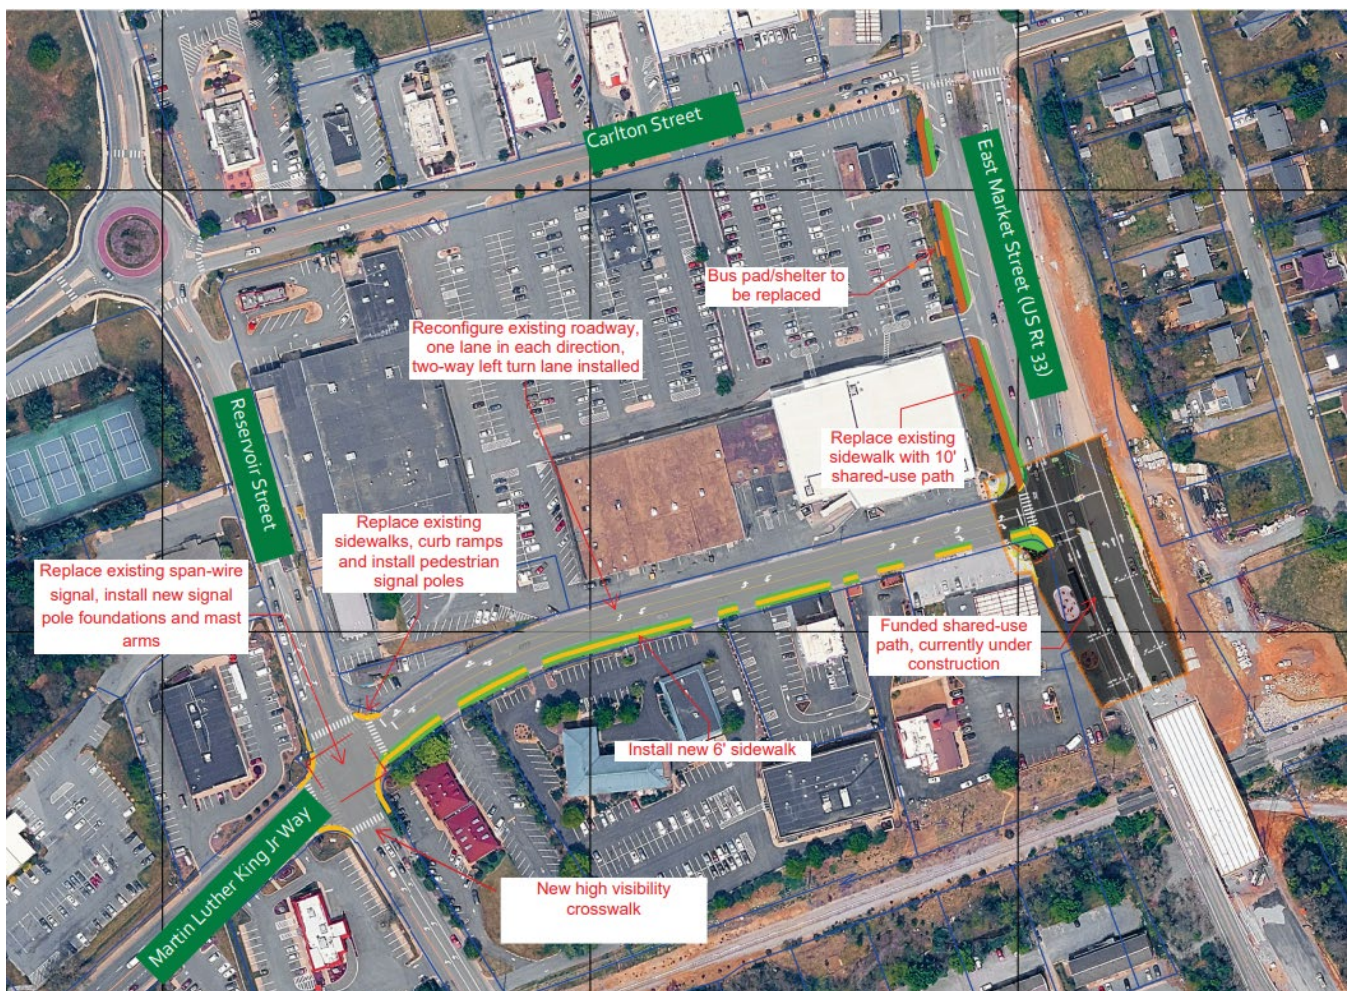 Carlton Street
East Market Street (US Rt 33)
Bus pad/shelter to
be replaced
Reconfigure existing roadway,
one lane in each direction,
two-way left turn lane installed
Reservoir Street
Replace existing
sidewalk with 10'
shared-use path
Replace existing
sidewalks, curb ramps
and install pedestrian
signal poles
Replace existing span-wire
signal, install new signal
pole foundations and mast
arms
Funded shared-use
path, currently under
construction
Install new 6' sidewalk
Martin Luther King Jr Way
New high visibility
crosswalk